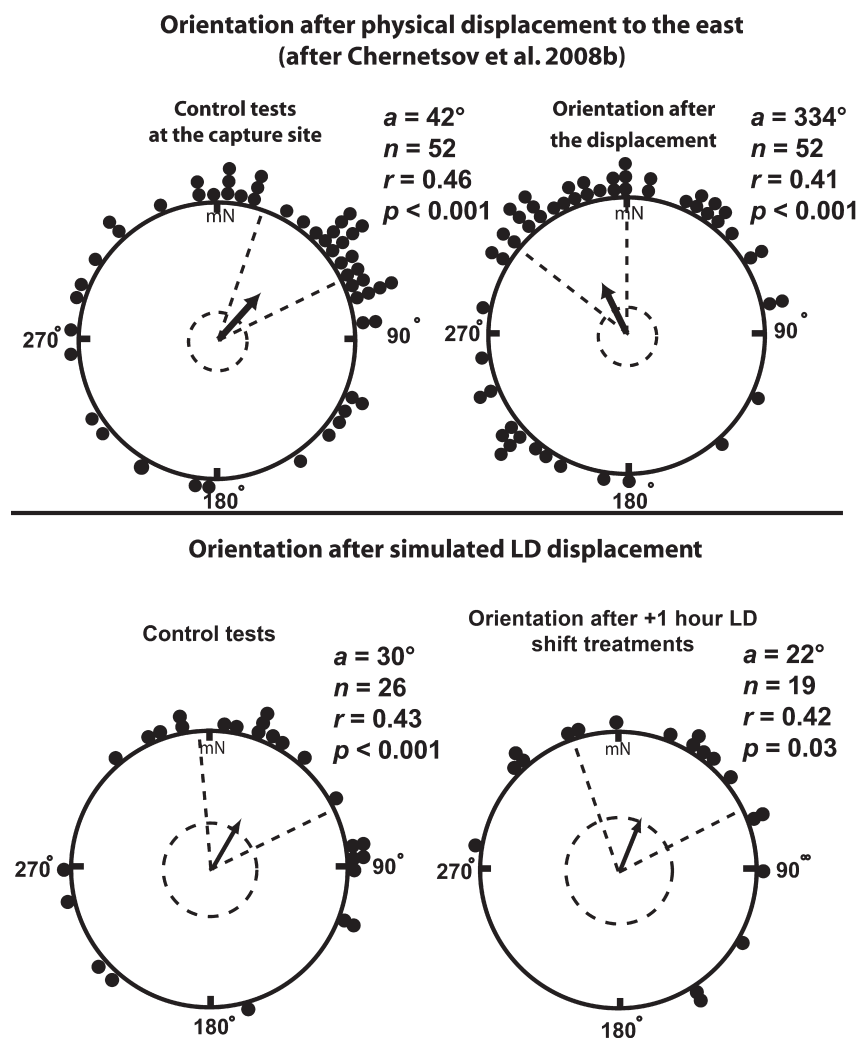 Orientation after physical displacement to the east
(after Chernetsov et al. 2008b)
Control tests
at the capture site
a = 42°
n = 52
r = 0.46
p < 0.001
mN
270°
90°
180°
Orientation after
the displacement
a = 334°
n = 52
r = 0.41
p < 0.001
mN
270°
90°
180°
Orientation after simulated LD displacement
Control tests
a = 30°
n = 26
r = 0.43
p < 0.001
mN
270°
90°
180°
Orientation after +1 hour LD
shift treatments
a = 22°
n = 19
r = 0.42
p = 0.03
mN
270°
90°°
180°